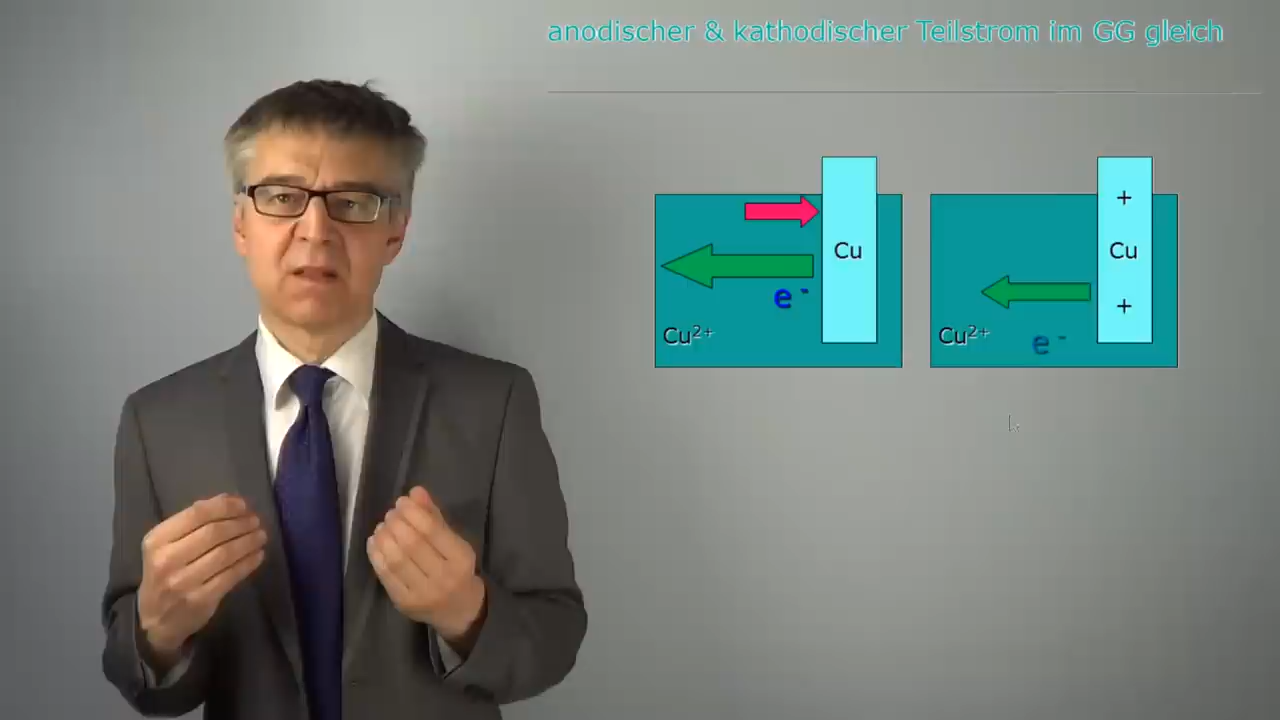 anodischer & kathodischer Teilstrom im GG gleich
Cu
e⁻
Cu²⁺
+
Cu
+
Cu²⁺
e⁻